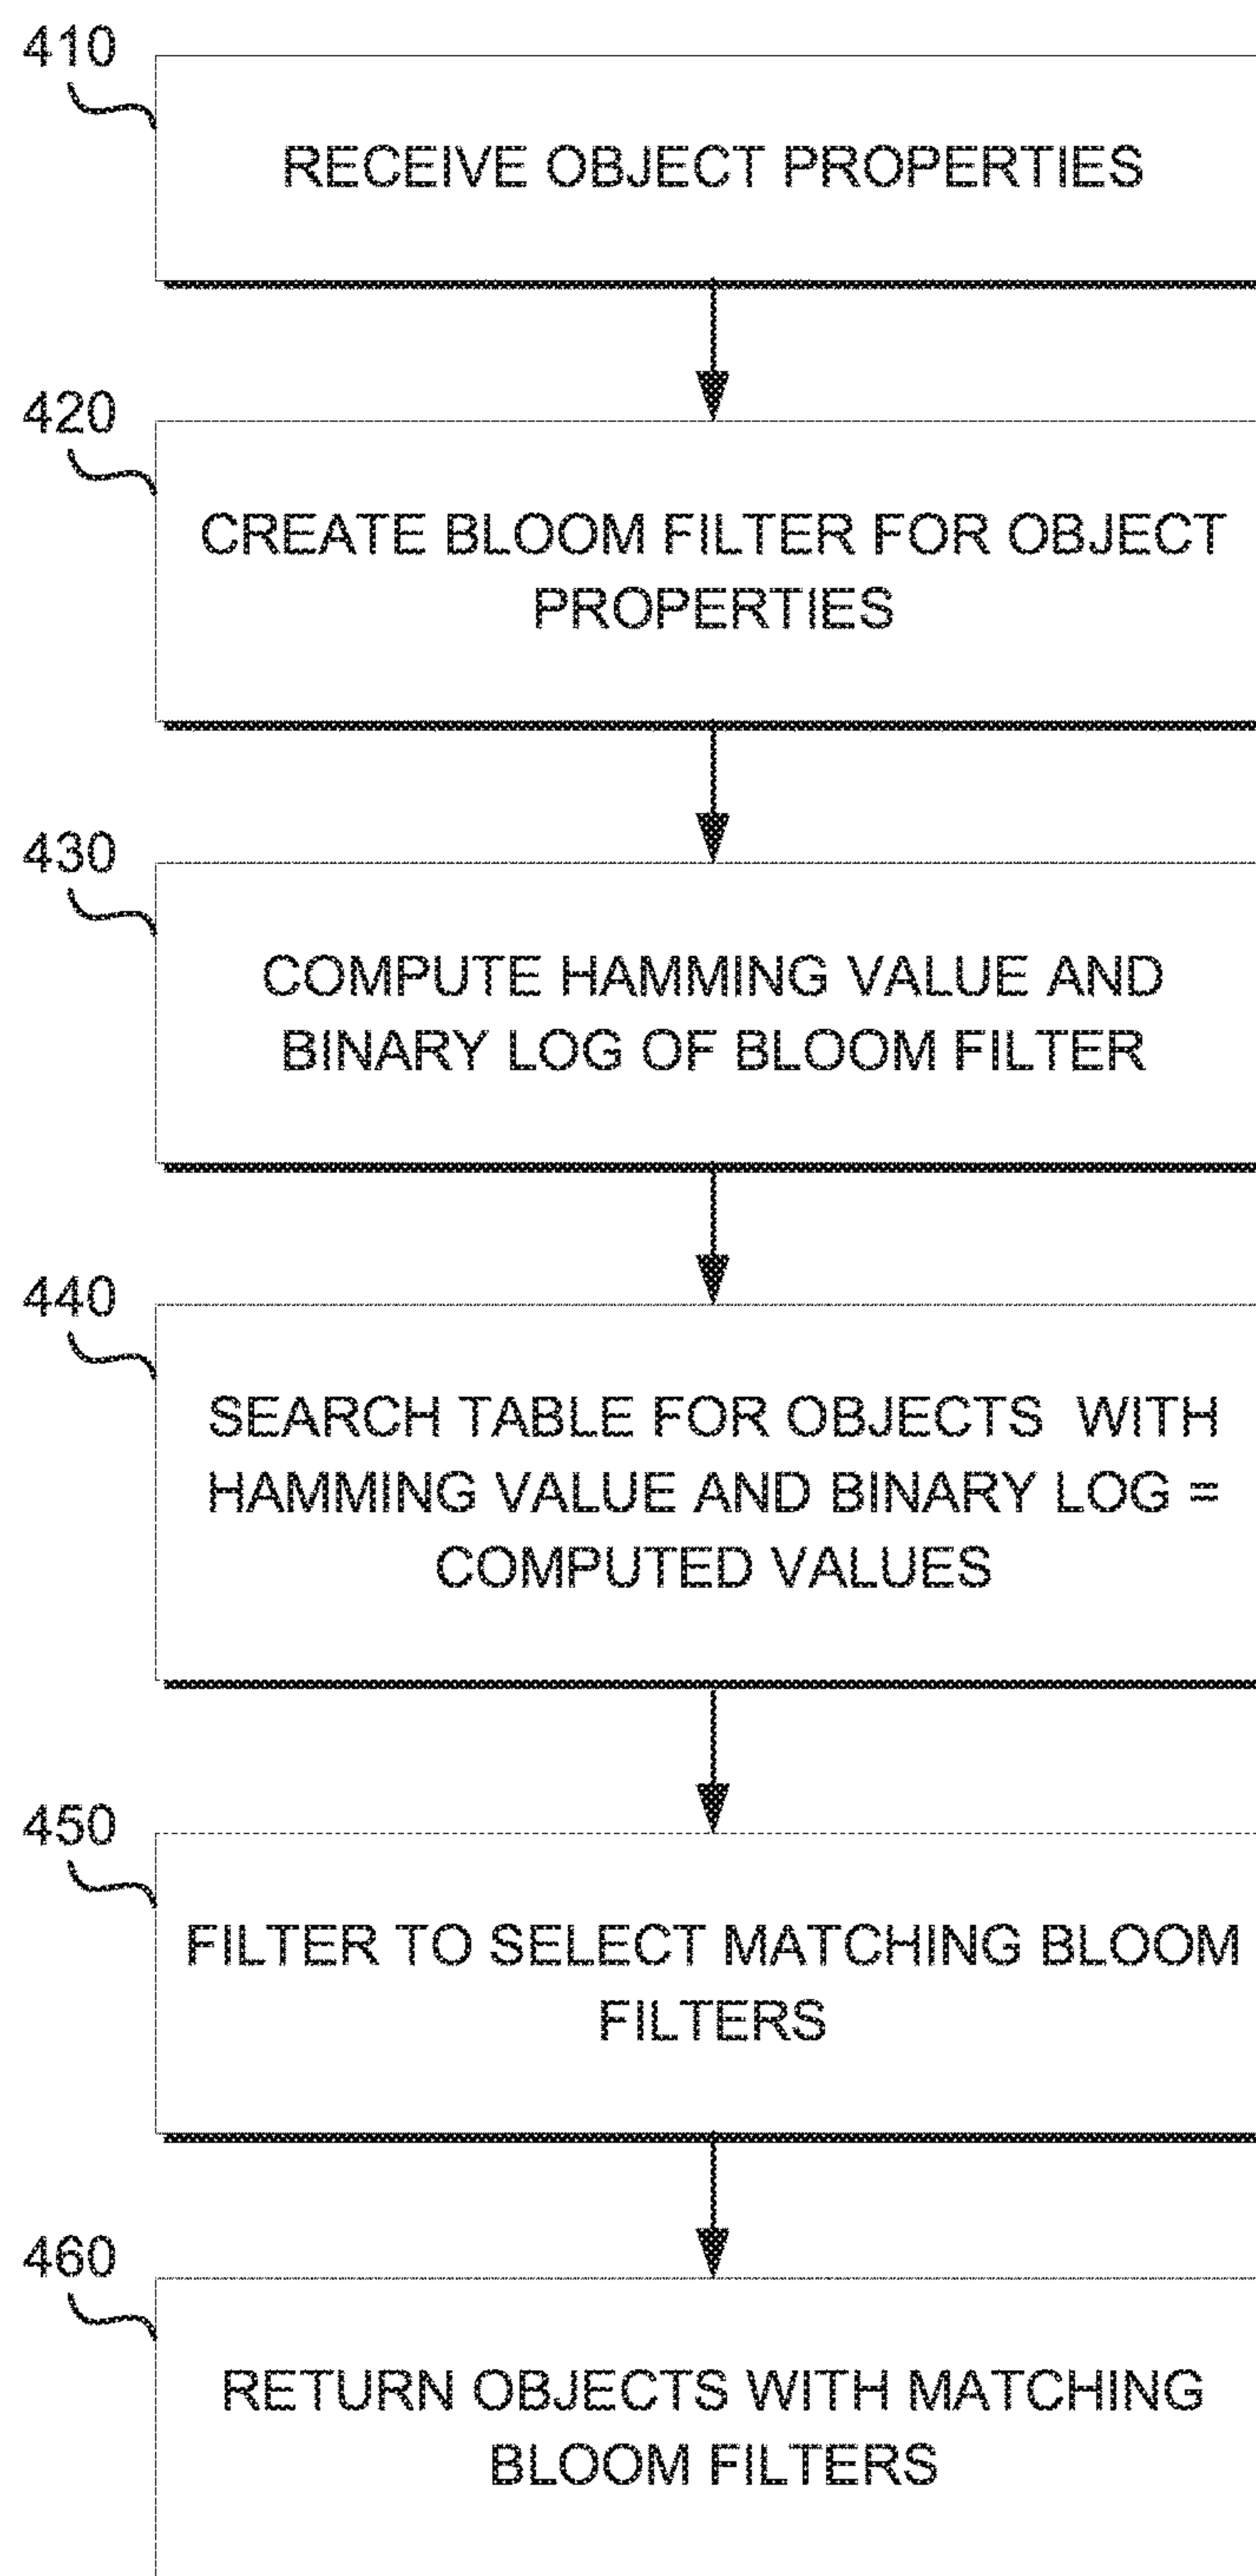 410
RECEIVE OBJECT PROPERTIES
420
CREATE BLOOM FILTER FOR OBJECT
PROPERTIES
430
COMPUTE HAMMING VALUE AND
BINARY LOG OF BLOOM FILTER
440
SEARCH TABLE FOR OBJECTS WITH
HAMMING VALUE AND BINARY LOG =
COMPUTED VALUES
450
FILTER TO SELECT MATCHING BLOOM
FILTERS
460
RETURN OBJECTS WITH MATCHING
BLOOM FILTERS